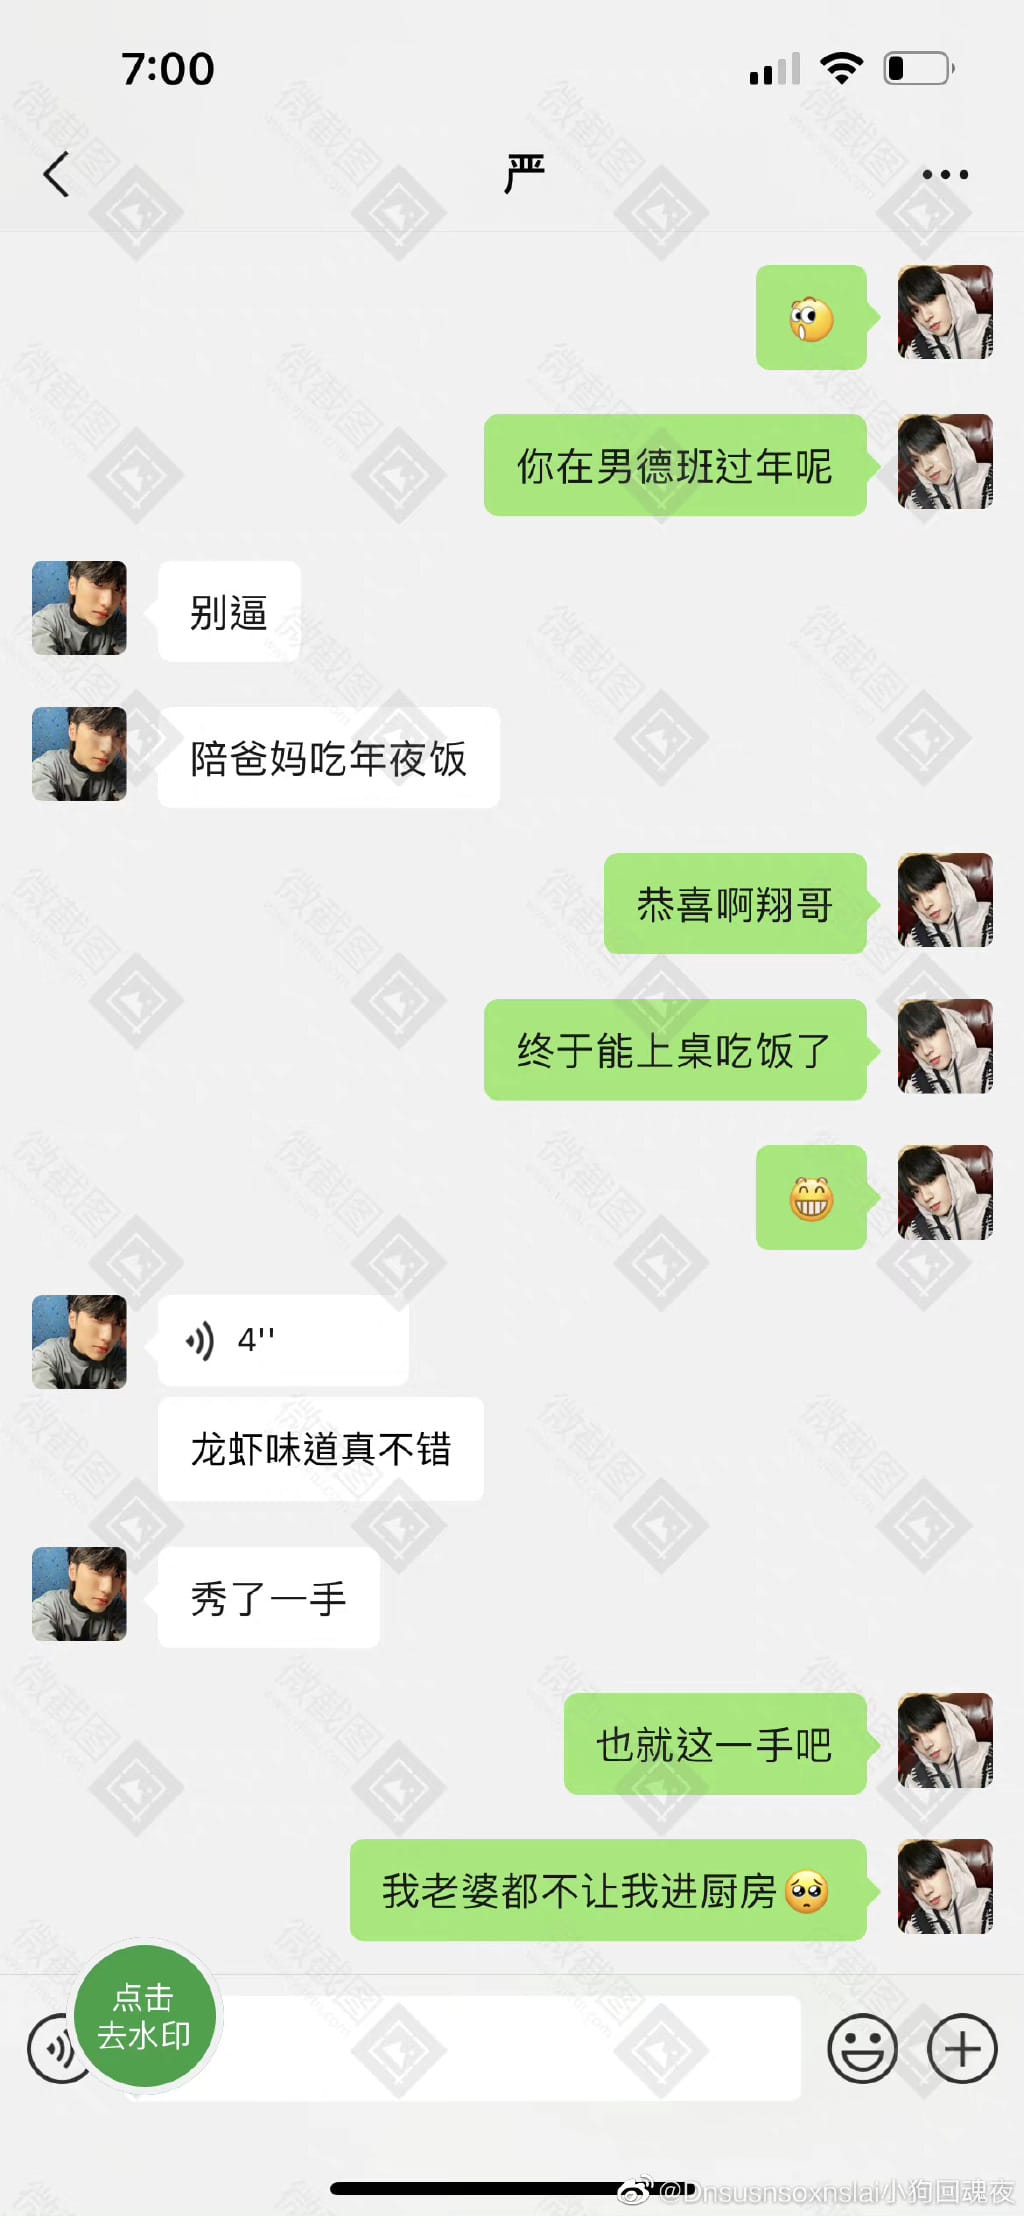 7:00
严
你在男德班过年呢
别逼
陪爸妈吃年夜饭
恭喜啊翔哥
终于能上桌吃饭了
4''
龙虾味道真不错
秀了一手
也就这一手吧
我老婆都不让我进厨房🥺
点击
去水印
@Dnsusnsoxnslai小狗回魂夜
微截图